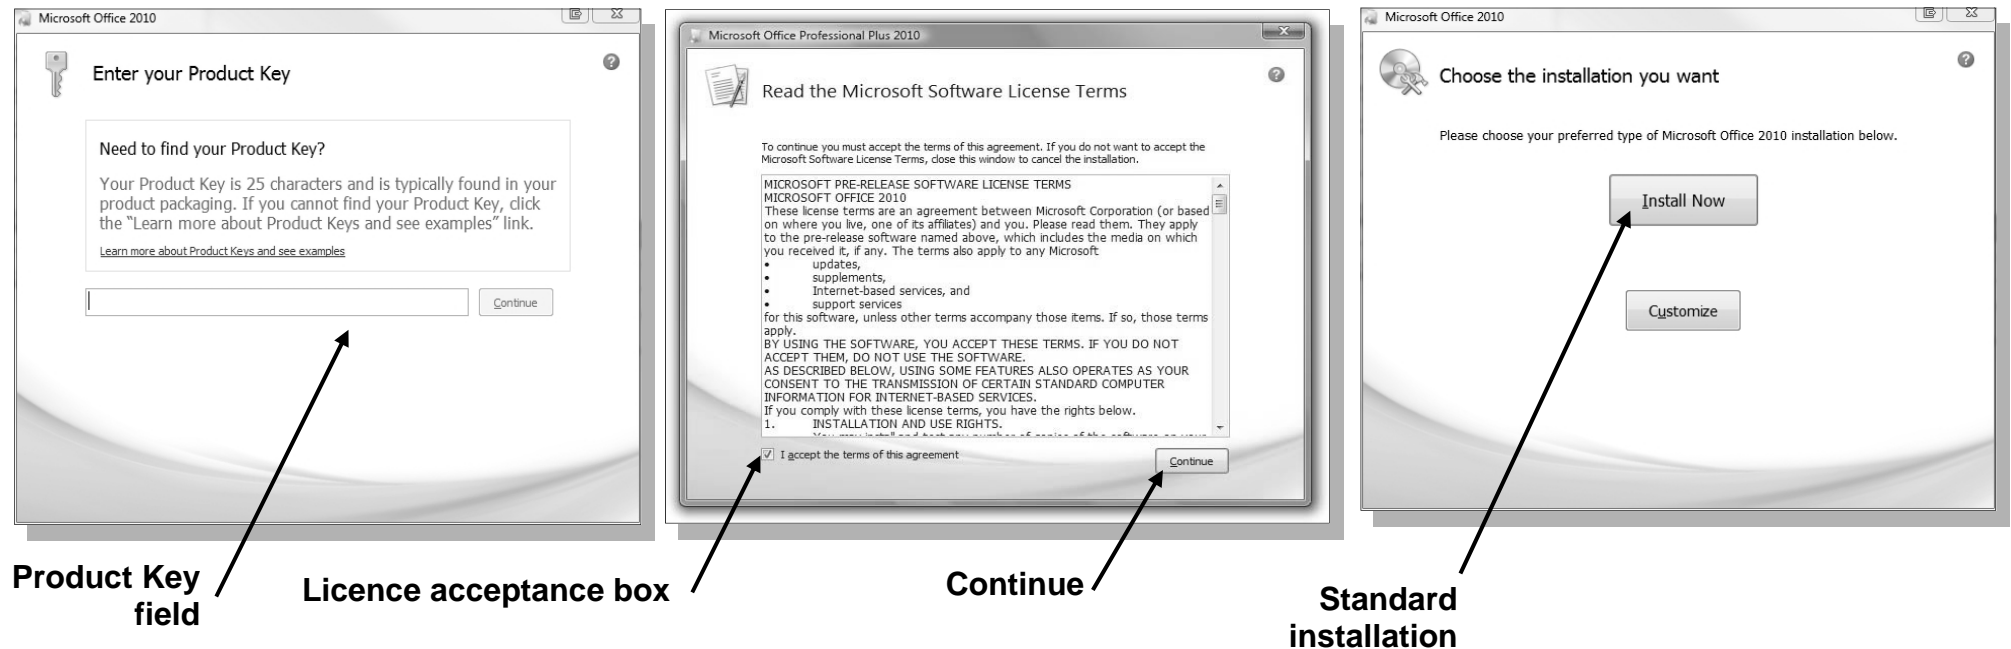 Microsoft Office 2010
Enter your Product Key
Need to find your Product Key?
Your Product Key is 25 characters and is typically found in your
product packaging. If you cannot find your Product Key, click
the “Learn more about Product Keys and see examples” link.
Learn more about Product Keys and see examples
Continue
Product Key
field
Microsoft Office Professional Plus 2010
Read the Microsoft Software License Terms
To continue you must accept the terms of this agreement. If you do not want to accept the
Microsoft Software License Terms, close this window to cancel the installation.
MICROSOFT PRE-RELEASE SOFTWARE LICENSE TERMS
MICROSOFT OFFICE 2010
These license terms are an agreement between Microsoft Corporation (or based
on where you live, one of its affiliates) and you. Please read them. They apply
to the pre-release software named above, which includes the media on which
you received it, if any. The terms also apply to any Microsoft
• updates,
• supplements,
• Internet-based services, and
• support services
for this software, unless other terms accompany those items. If so, those terms
apply.
BY USING THE SOFTWARE, YOU ACCEPT THESE TERMS. IF YOU DO NOT
ACCEPT THEM, DO NOT USE THE SOFTWARE.
AS DESCRIBED BELOW, USING SOME FEATURES ALSO OPERATES AS YOUR
CONSENT TO THE TRANSMISSION OF CERTAIN STANDARD COMPUTER
INFORMATION FOR INTERNET-BASED SERVICES.
If you comply with these license terms, you have the rights below.
1. INSTALLATION AND USE RIGHTS.
You may install and test any number of copies of the software on your
I accept the terms of this agreement
Continue
Licence acceptance box
Continue
Microsoft Office 2010
Choose the installation you want
Please choose your preferred type of Microsoft Office 2010 installation below.
Install Now
Customize
Standard
installation